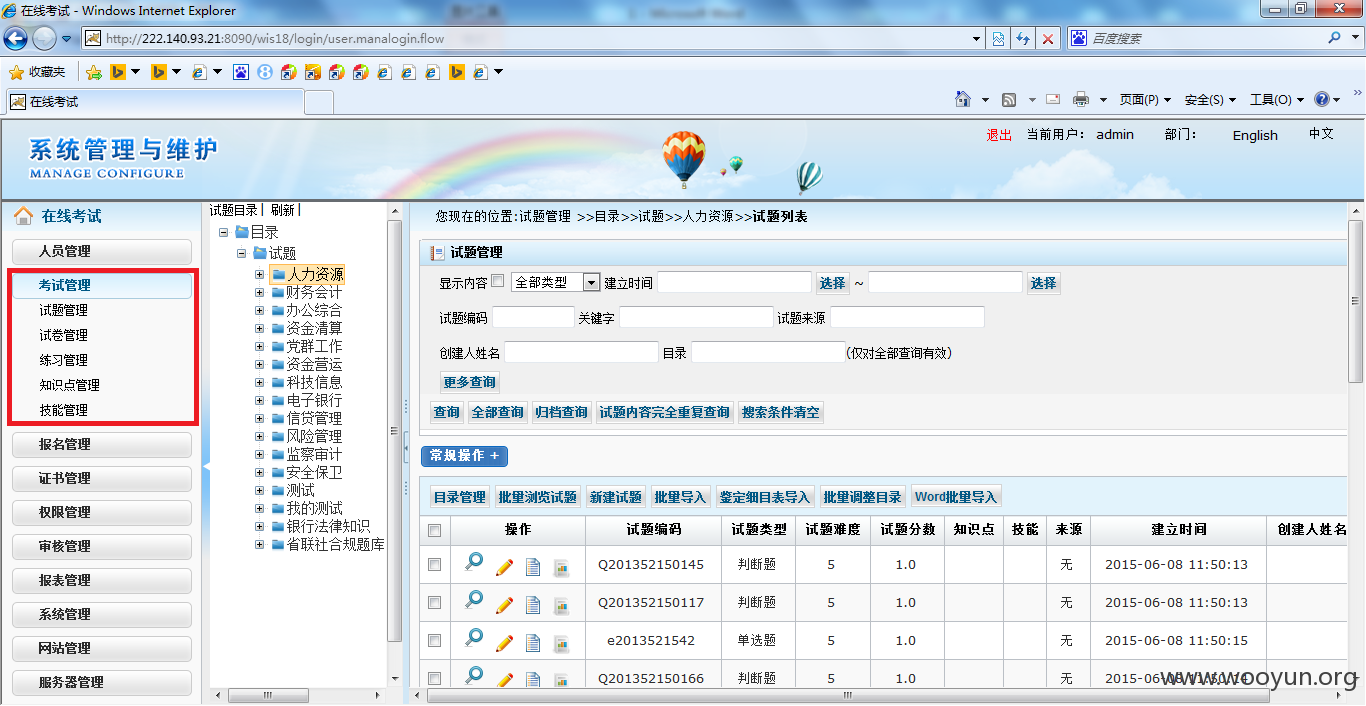 在线考试 - Windows Internet Explorer
http://222.140.93.21:8090/wis18/login/user.manalogin.flow
百度搜索
收藏夹
在线考试
页面(P) 安全(S) 工具(O)
系统管理与维护
MANAGE CONFIGURE
退出 当前用户: admin 部门: English 中文
在线考试
人员管理
考试管理
试题管理
试卷管理
练习管理
知识点管理
技能管理
报名管理
证书管理
权限管理
审核管理
报表管理
系统管理
网站管理
服务器管理
试题目录| 刷新|
目录
试题
人力资源
财务会计
办公综合
资金清算
党群工作
资金营运
科技信息
电子银行
信贷管理
风险管理
监察审计
安全保卫
测试
我的测试
银行法律知识
省联社合规题库
您现在的位置:试题管理 >>目录>>试题>>人力资源>>试题列表
试题管理
显示内容 全部类型 建立时间 选择 ~ 选择
试题编码 关键字 试题来源
创建人姓名 目录 (仅对全部查询有效)
更多查询
查询 全部查询 归档查询 试题内容完全重复查询 搜索条件清空
常规操作 +
目录管理 批量浏览试题 新建试题 批量导入 鉴定细目表导入 批量调整目录 Word批量导入
操作 试题编码 试题类型 试题难度 试题分数 知识点 技能 来源 建立时间 创建人姓名
Q201352150145 判断题 5 1.0 无 2015-06-08 11:50:13
Q201352150117 判断题 5 1.0 无 2015-06-08 11:50:13
e2013521542 单选题 5 1.0 无 2015-06-08 11:50:15
Q201352150166 判断题 5 1.0 无 2015-06-08 11:50:14
www.wooyun.org